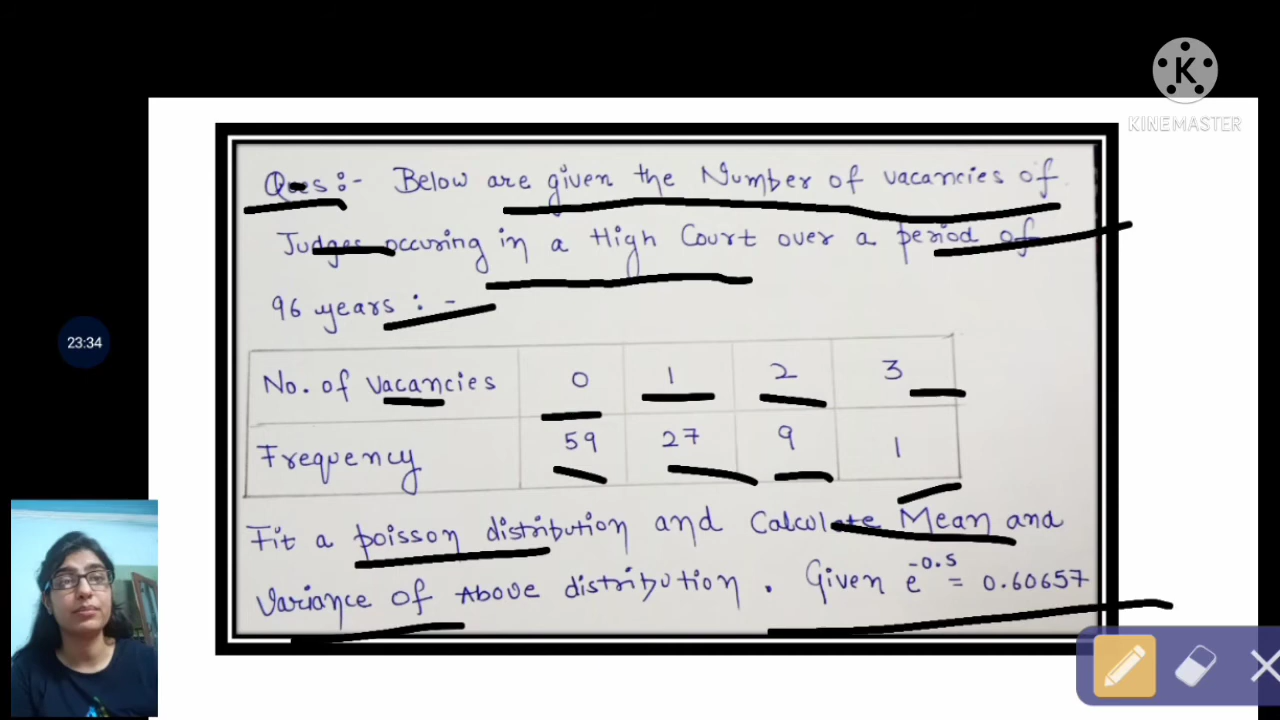 K
KINEMASTER
Ques :- Below are given the Number of vacancies of
Judges occuring in a High Court over a period of
96 years : -
No. of vacancies 0 1 2 3
Frequency 59 27 9 1
23:34
Fit a poisson distribution and Calculate Mean and
Variance of Above distribution . Given e^-0.5 = 0.60657